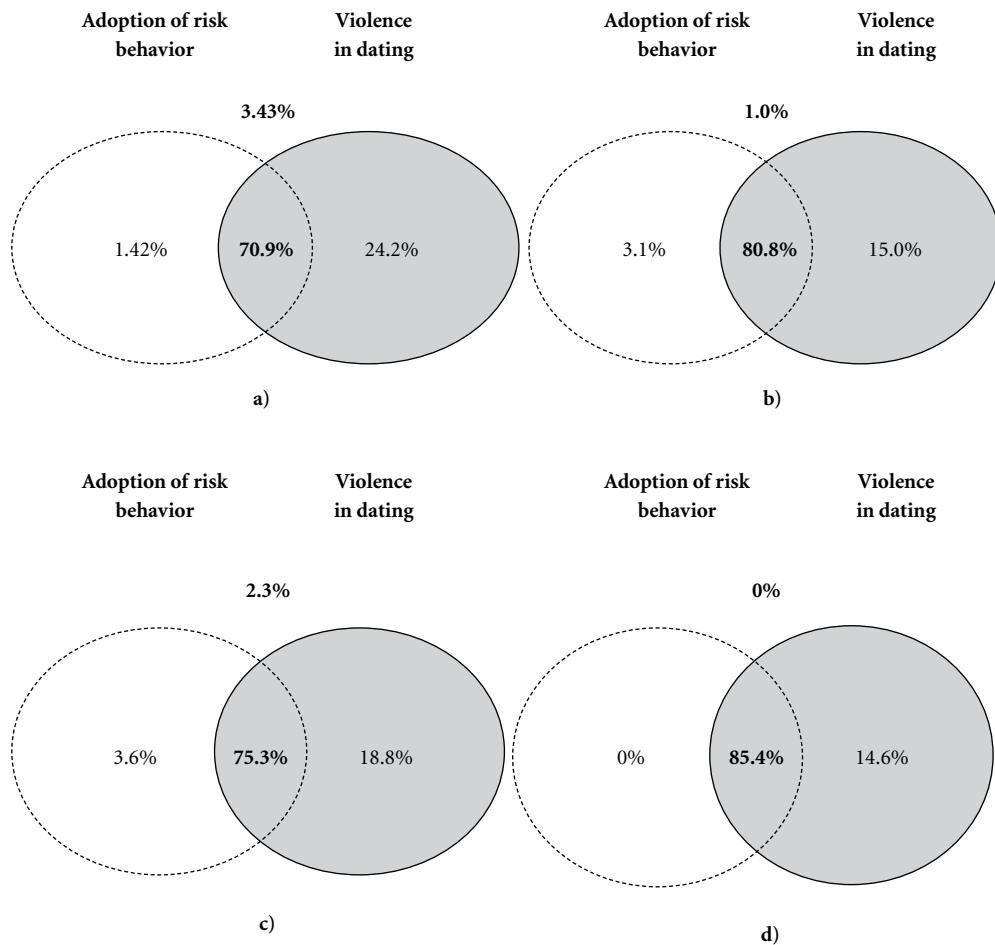 Adoption of risk
behavior
Violence
in dating
3.43%
1.42%
70.9%
24.2%
a)
Adoption of risk
behavior
Violence
in dating
1.0%
3.1%
80.8%
15.0%
b)
Adoption of risk
behavior
Violence
in dating
2.3%
3.6%
75.3%
18.8%
c)
Adoption of risk
behavior
Violence
in dating
0%
0%
85.4%
14.6%
d)